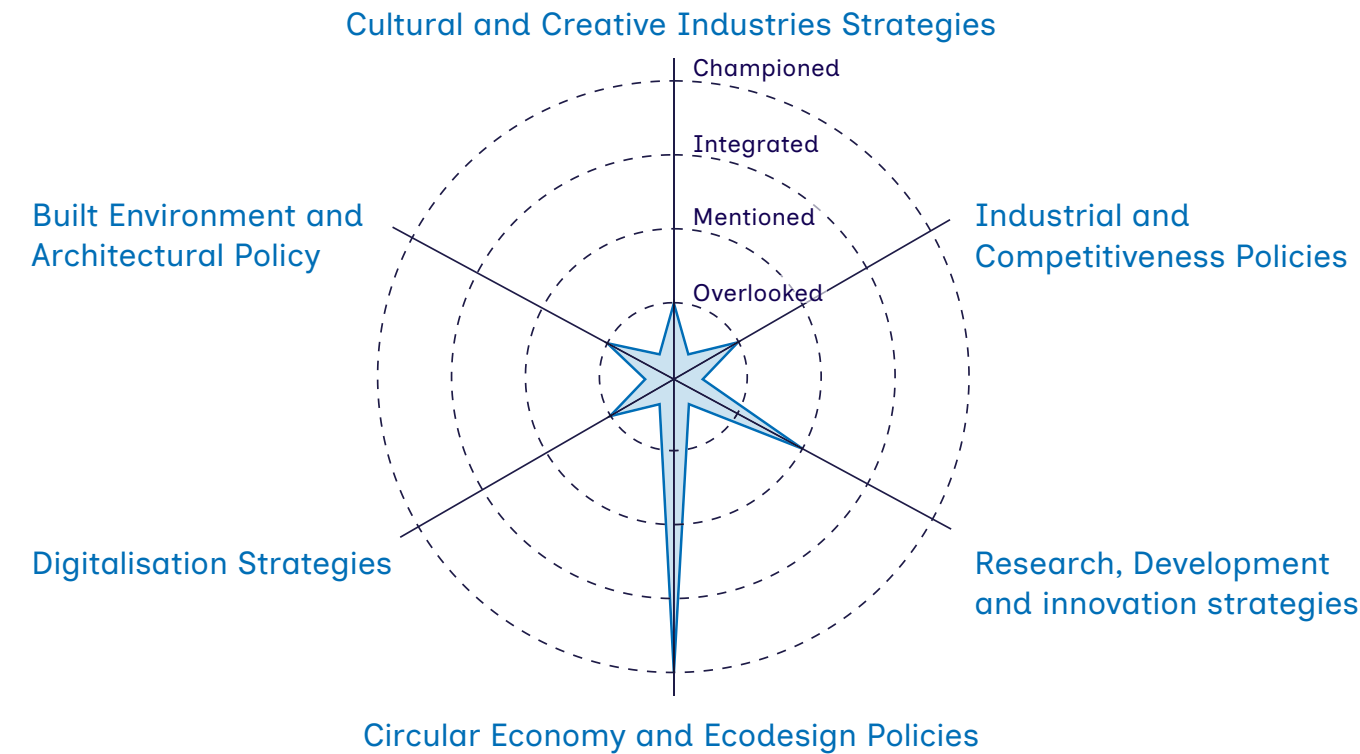 Cultural and Creative Industries Strategies
Championed
Integrated
Mentioned
Overlooked
Built Environment and
Architectural Policy
Industrial and
Competitiveness Policies
Digitalisation Strategies
Research, Development
and innovation strategies
Circular Economy and Ecodesign Policies